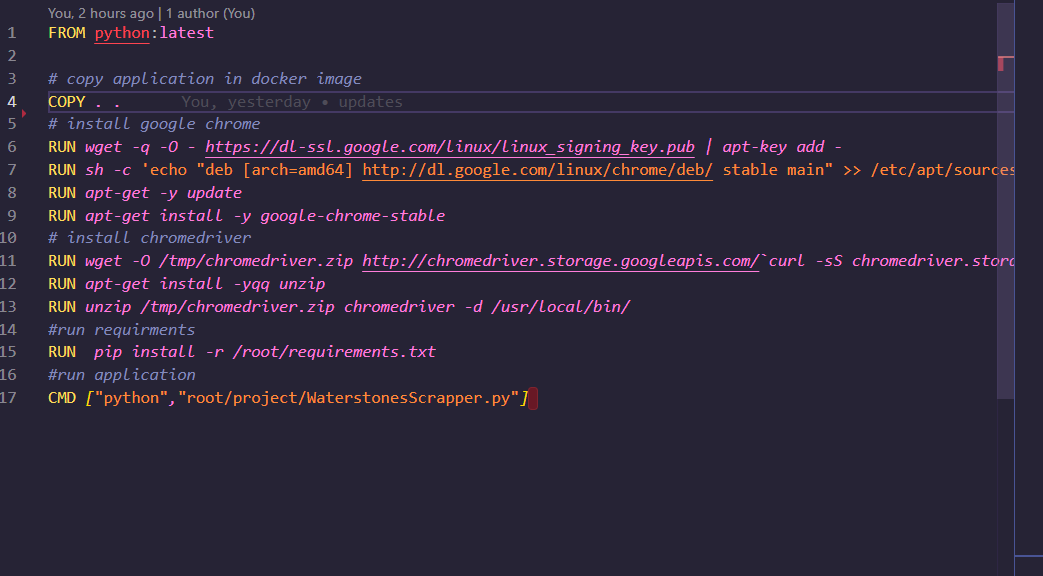 You, 2 hours ago | 1 author (You)
1 FROM python:latest
2
3 # copy application in docker image
4 COPY . . You, yesterday • updates
5 # install google chrome
6 RUN wget -q -O - https://dl-ssl.google.com/linux/linux_signing_key.pub | apt-key add -
7 RUN sh -c 'echo "deb [arch=amd64] http://dl.google.com/linux/chrome/deb/ stable main" >> /etc/apt/sources
8 RUN apt-get -y update
9 RUN apt-get install -y google-chrome-stable
10 # install chromedriver
11 RUN wget -O /tmp/chromedriver.zip http://chromedriver.storage.googleapis.com/`curl -sS chromedriver.stora
12 RUN apt-get install -yqq unzip
13 RUN unzip /tmp/chromedriver.zip chromedriver -d /usr/local/bin/
14 #run requirments
15 RUN  pip install -r /root/requirements.txt
16 #run application
17 CMD ["python","root/project/WaterstonesScrapper.py"]